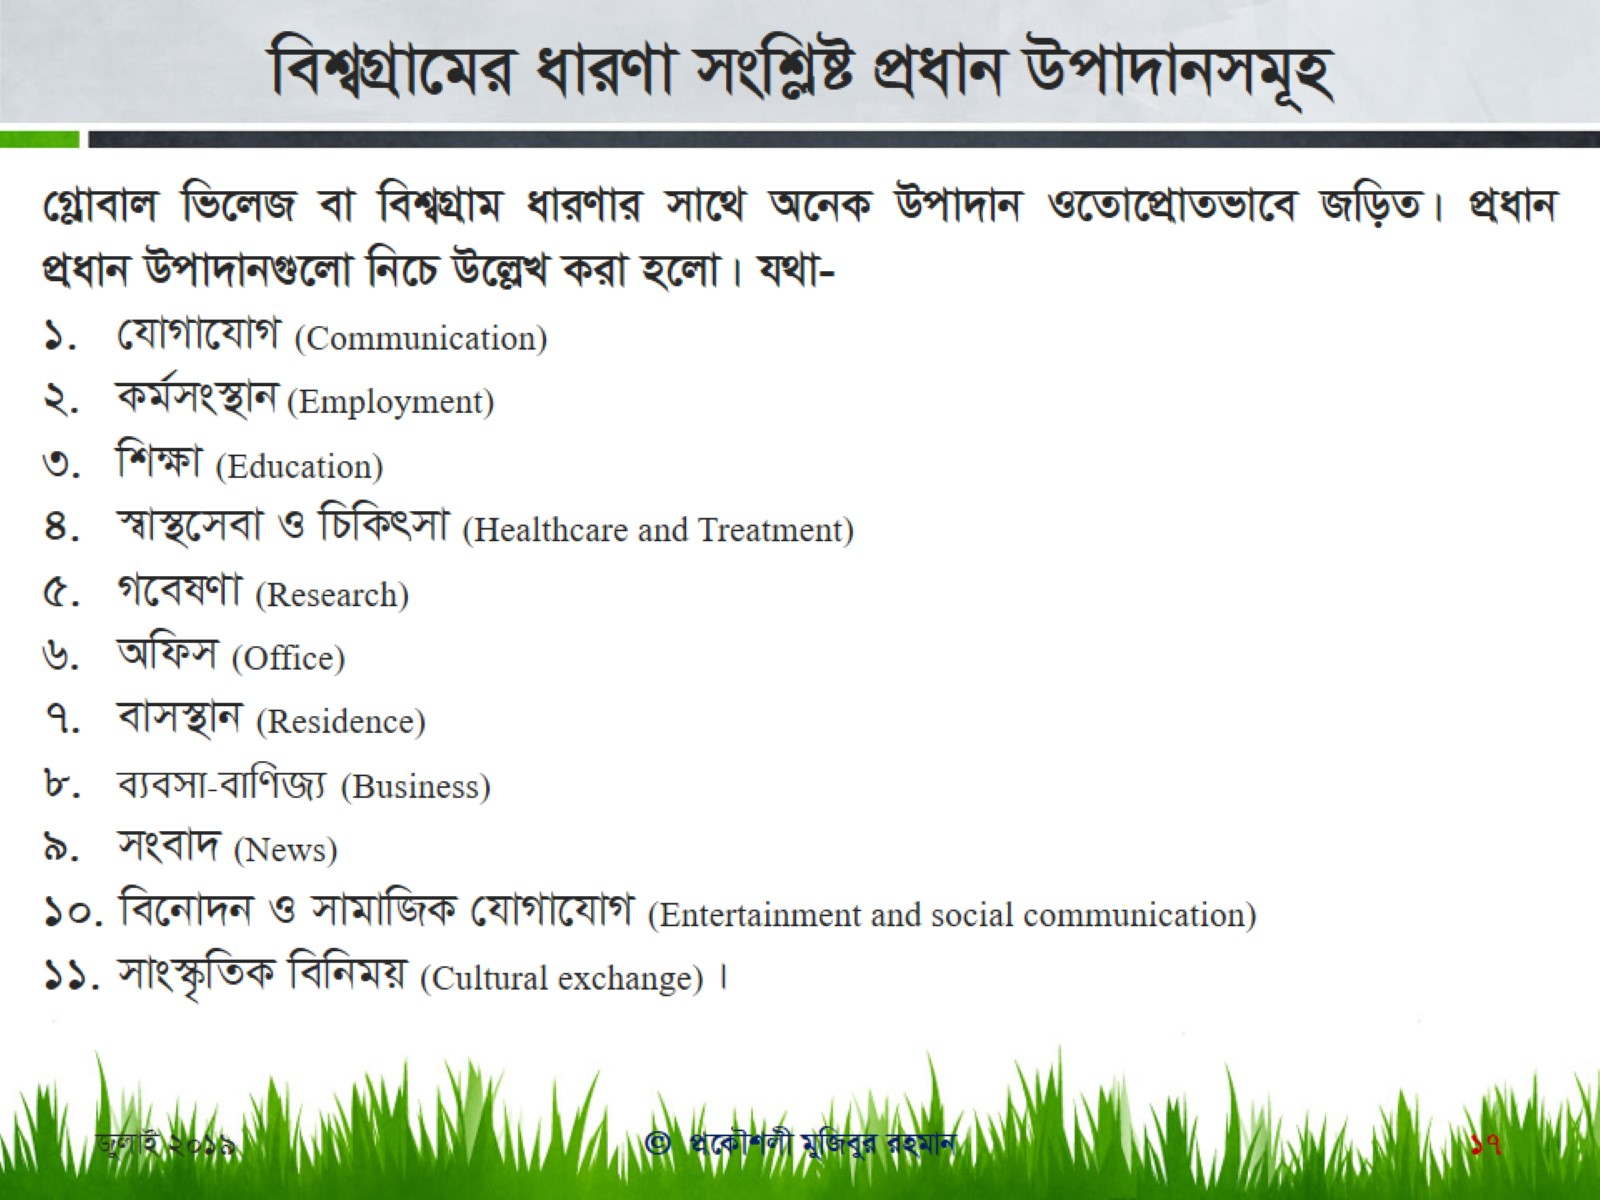 বিশ্বগ্রামের ধারণা সংশ্লিষ্ট প্রধান উপাদানসমূহ
গ্লোবাল ভিলেজ বা বিশ্বগ্রাম ধারণার সাথে অনেক উপাদান ওতোপ্রোতভাবে জড়িত। প্রধান
প্রধান উপাদানগুলো নিচে উল্লেখ করা হলো। যথা-
১. যোগাযোগ (Communication)
২. কর্মসংস্থান (Employment)
৩. শিক্ষা (Education)
৪. স্বাস্থসেবা ও চিকিৎসা (Healthcare and Treatment)
৫. গবেষণা (Research)
৬. অফিস (Office)
৭. বাসস্থান (Residence)
৮. ব্যবসা-বাণিজ্য (Business)
৯. সংবাদ (News)
১০. বিনোদন ও সামাজিক যোগাযোগ (Entertainment and social communication)
১১. সাংস্কৃতিক বিনিময় (Cultural exchange) ।
জুলাই ২০১৯
© প্রকৌশলী মুজিবুর রহমান
১৭